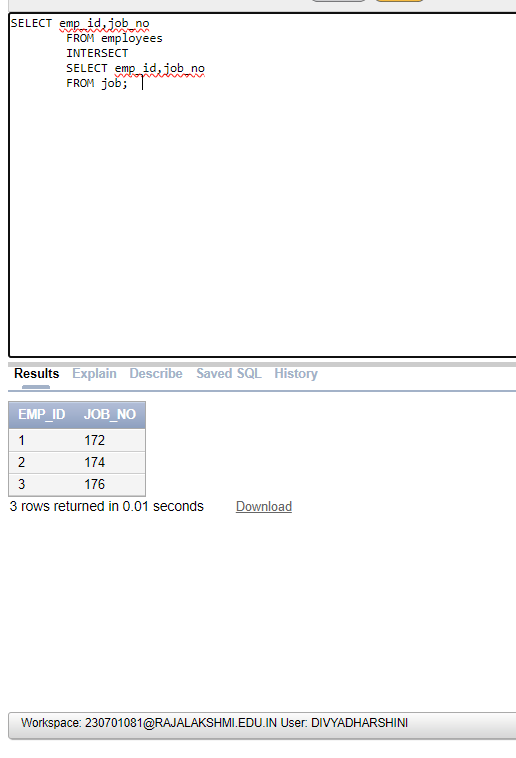 SELECT emp_id,job_no
FROM employees
INTERSECT
SELECT emp_id,job_no
FROM job;
Results Explain Describe Saved SQL History
EMP_ID JOB_NO
1 172
2 174
3 176
3 rows returned in 0.01 seconds Download
Workspace: 230701081@RAJALAKSHMI.EDU.IN User: DIVYADHARSHINI